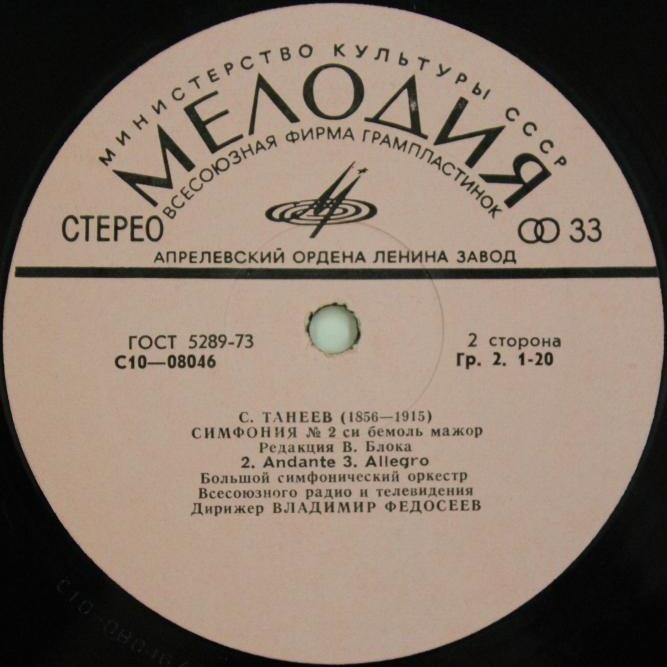 МИНИСТЕРСТВО КУЛЬТУРЫ СССР
МЕЛОДИЯ
ВСЕСОЮЗНАЯ ФИРМА ГРАМПЛАСТИНОК
СТЕРЕО
33
АПРЕЛЕВСКИЙ ОРДЕНА ЛЕНИНА ЗАВОД
ГОСТ 5289-73
2 сторона
С10—08046
Гр. 2. 1-20
С. ТАНЕЕВ (1856—1915)
СИМФОНИЯ № 2 си бемоль мажор
Редакция В. Блока
2. Andante 3. Allegro
Большой симфонический оркестр
Всесоюзного радио и телевидения
Дирижер ВЛАДИМИР ФЕДОСЕЕВ